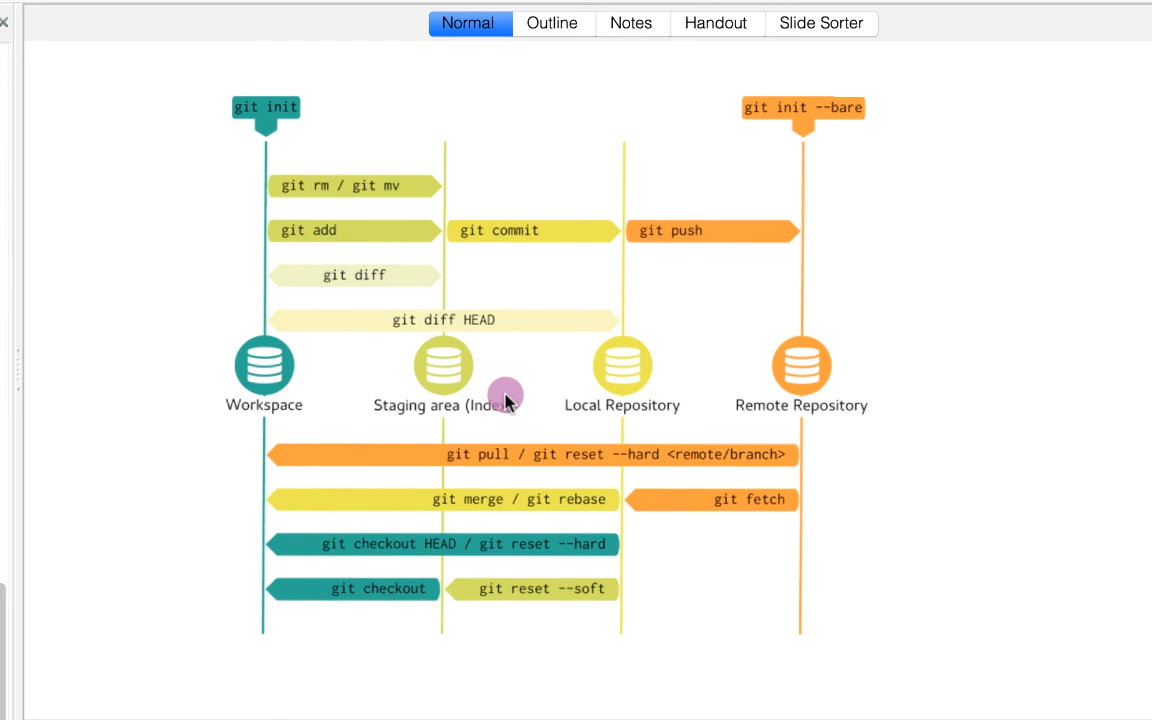 Normal Outline Notes Handout Slide Sorter
git init git init --bare
git rm / git mv
git add git commit git push
git diff
git diff HEAD
Workspace Staging area (Index) Local Repository Remote Repository
git pull / git reset --hard <remote/branch>
git merge / git rebase git fetch
git checkout HEAD / git reset --hard
git checkout git reset --soft